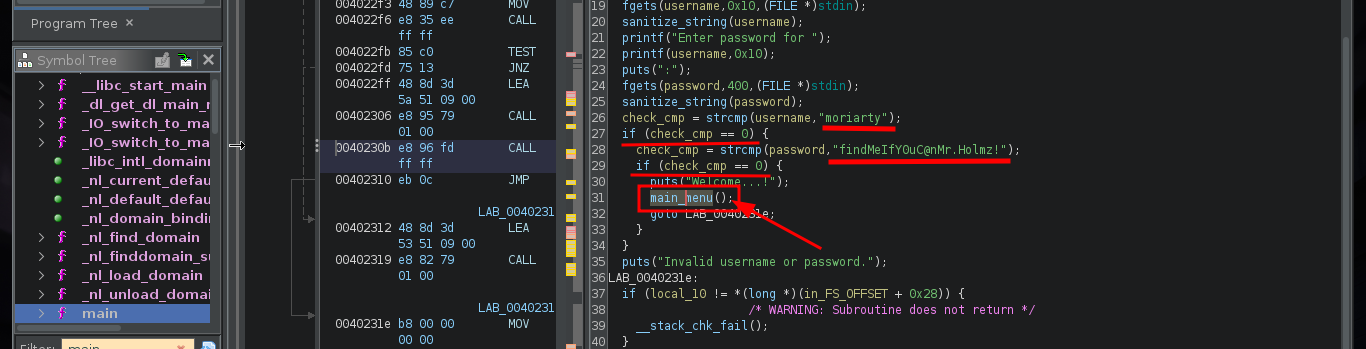 Program Tree ×
Symbol Tree
__libc_start_main
_dl_get_dl_main_
_IO_switch_to_ma
_IO_switch_to_ma
_libc_intl_domain
_nl_current_defau
_nl_default_defau
_nl_domain_bindin
_nl_find_domain
_nl_finddomain_s
_nl_load_domain
_nl_unload_domai
main
Filter: main
004022f3 48 89 c7 MOV
004022f6 e8 35 ee CALL
ff ff
004022fb 85 c0 TEST
004022fd 75 13 JNZ
004022ff 48 8d 3d LEA
5a 51 09 00
00402306 e8 95 79 CALL
01 00
0040230b e8 96 fd CALL
ff ff
00402310 eb 0c JMP
LAB_0040231
00402312 48 8d 3d LEA
53 51 09 00
00402319 e8 82 79 CALL
01 00
LAB_0040231
0040231e b8 00 00 MOV
00 00
19 fgets(username,0x10,(FILE *)stdin);
20 sanitize_string(username);
21 printf("Enter password for ");
22 printf(username,0x10);
23 puts(":");
24 fgets(password,400,(FILE *)stdin);
25 sanitize_string(password);
26 check_cmp = strcmp(username,"moriarty");
27 if (check_cmp == 0) {
28 check_cmp = strcmp(password,"findMeIfY0uC@nMr.Holmz!");
29 if (check_cmp == 0) {
30 puts("Welcome...!");
31 main_menu();
32 goto LAB_0040231e;
33 }
34 }
35 puts("Invalid username or password.");
36 LAB_0040231e:
37 if (local_10 != *(long *)(in_FS_OFFSET + 0x28)) {
38 /* WARNING: Subroutine does not return */
39 __stack_chk_fail();
40 }